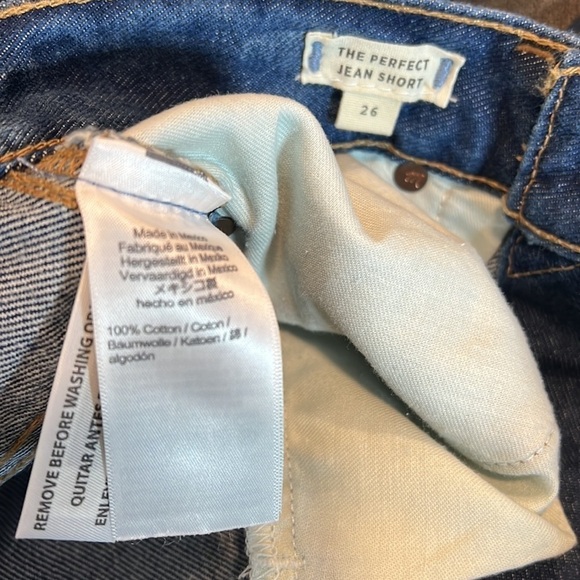 THE PERFECT
JEAN SHORT
26
Made in Mexico
Fabriqué au Mexique
Hergestellt in Mexico
Vervaardigd in Mexico
メキシコ製
hecho en méxico
100% Cotton / Coton /
Baumwolle / Katoen / 綿 /
algodón
REMOVE BEFORE WASHING OR
QUITAR ANTES